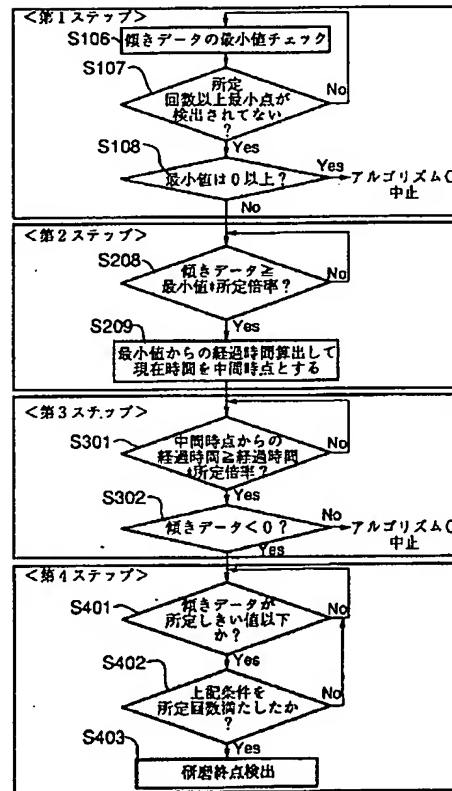 <第1ステップ>
S106
傾きデータの最小値チェック
S107
所定
回数以上最小点が
検出されてない
?
No
Yes
S108
最小値は0以上?
Yes
アルゴリズムC
中止
No
<第2ステップ>
S208
傾きデータ≧
最小値*所定倍率?
No
Yes
S209
最小値からの経過時間算出して
現在時間を中間時点とする
<第3ステップ>
S301
中間時点からの
経過時間≧経過時間
*所定倍率?
No
Yes
S302
傾きデータ<0?
No
アルゴリズムC
中止
Yes
<第4ステップ>
S401
傾きデータが
所定しきい値以下
か?
No
Yes
S402
上記条件を
所定回数満たしたか
?
No
Yes
S403
研磨終点検出